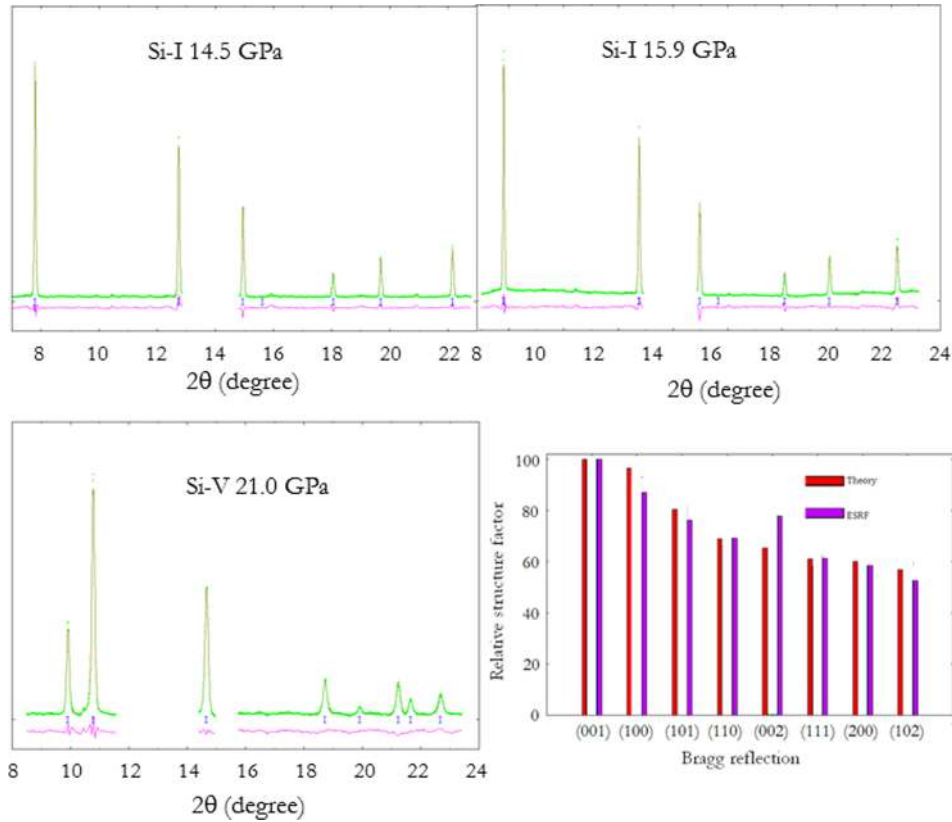 Si-I 14.5 GPa
8 10 12 14 16 18 20 22
2θ (degree)
Si-I 15.9 GPa
8 10 12 14 16 18 20 22 24
2θ (degree)
Si-V 21.0 GPa
8 10 12 14 16 18 20 22 24
2θ (degree)
100
80
60
40
20
0
Relative structure factor
Theory
ESRF
(001) (100) (101) (110) (002) (111) (200) (102)
Bragg reflection